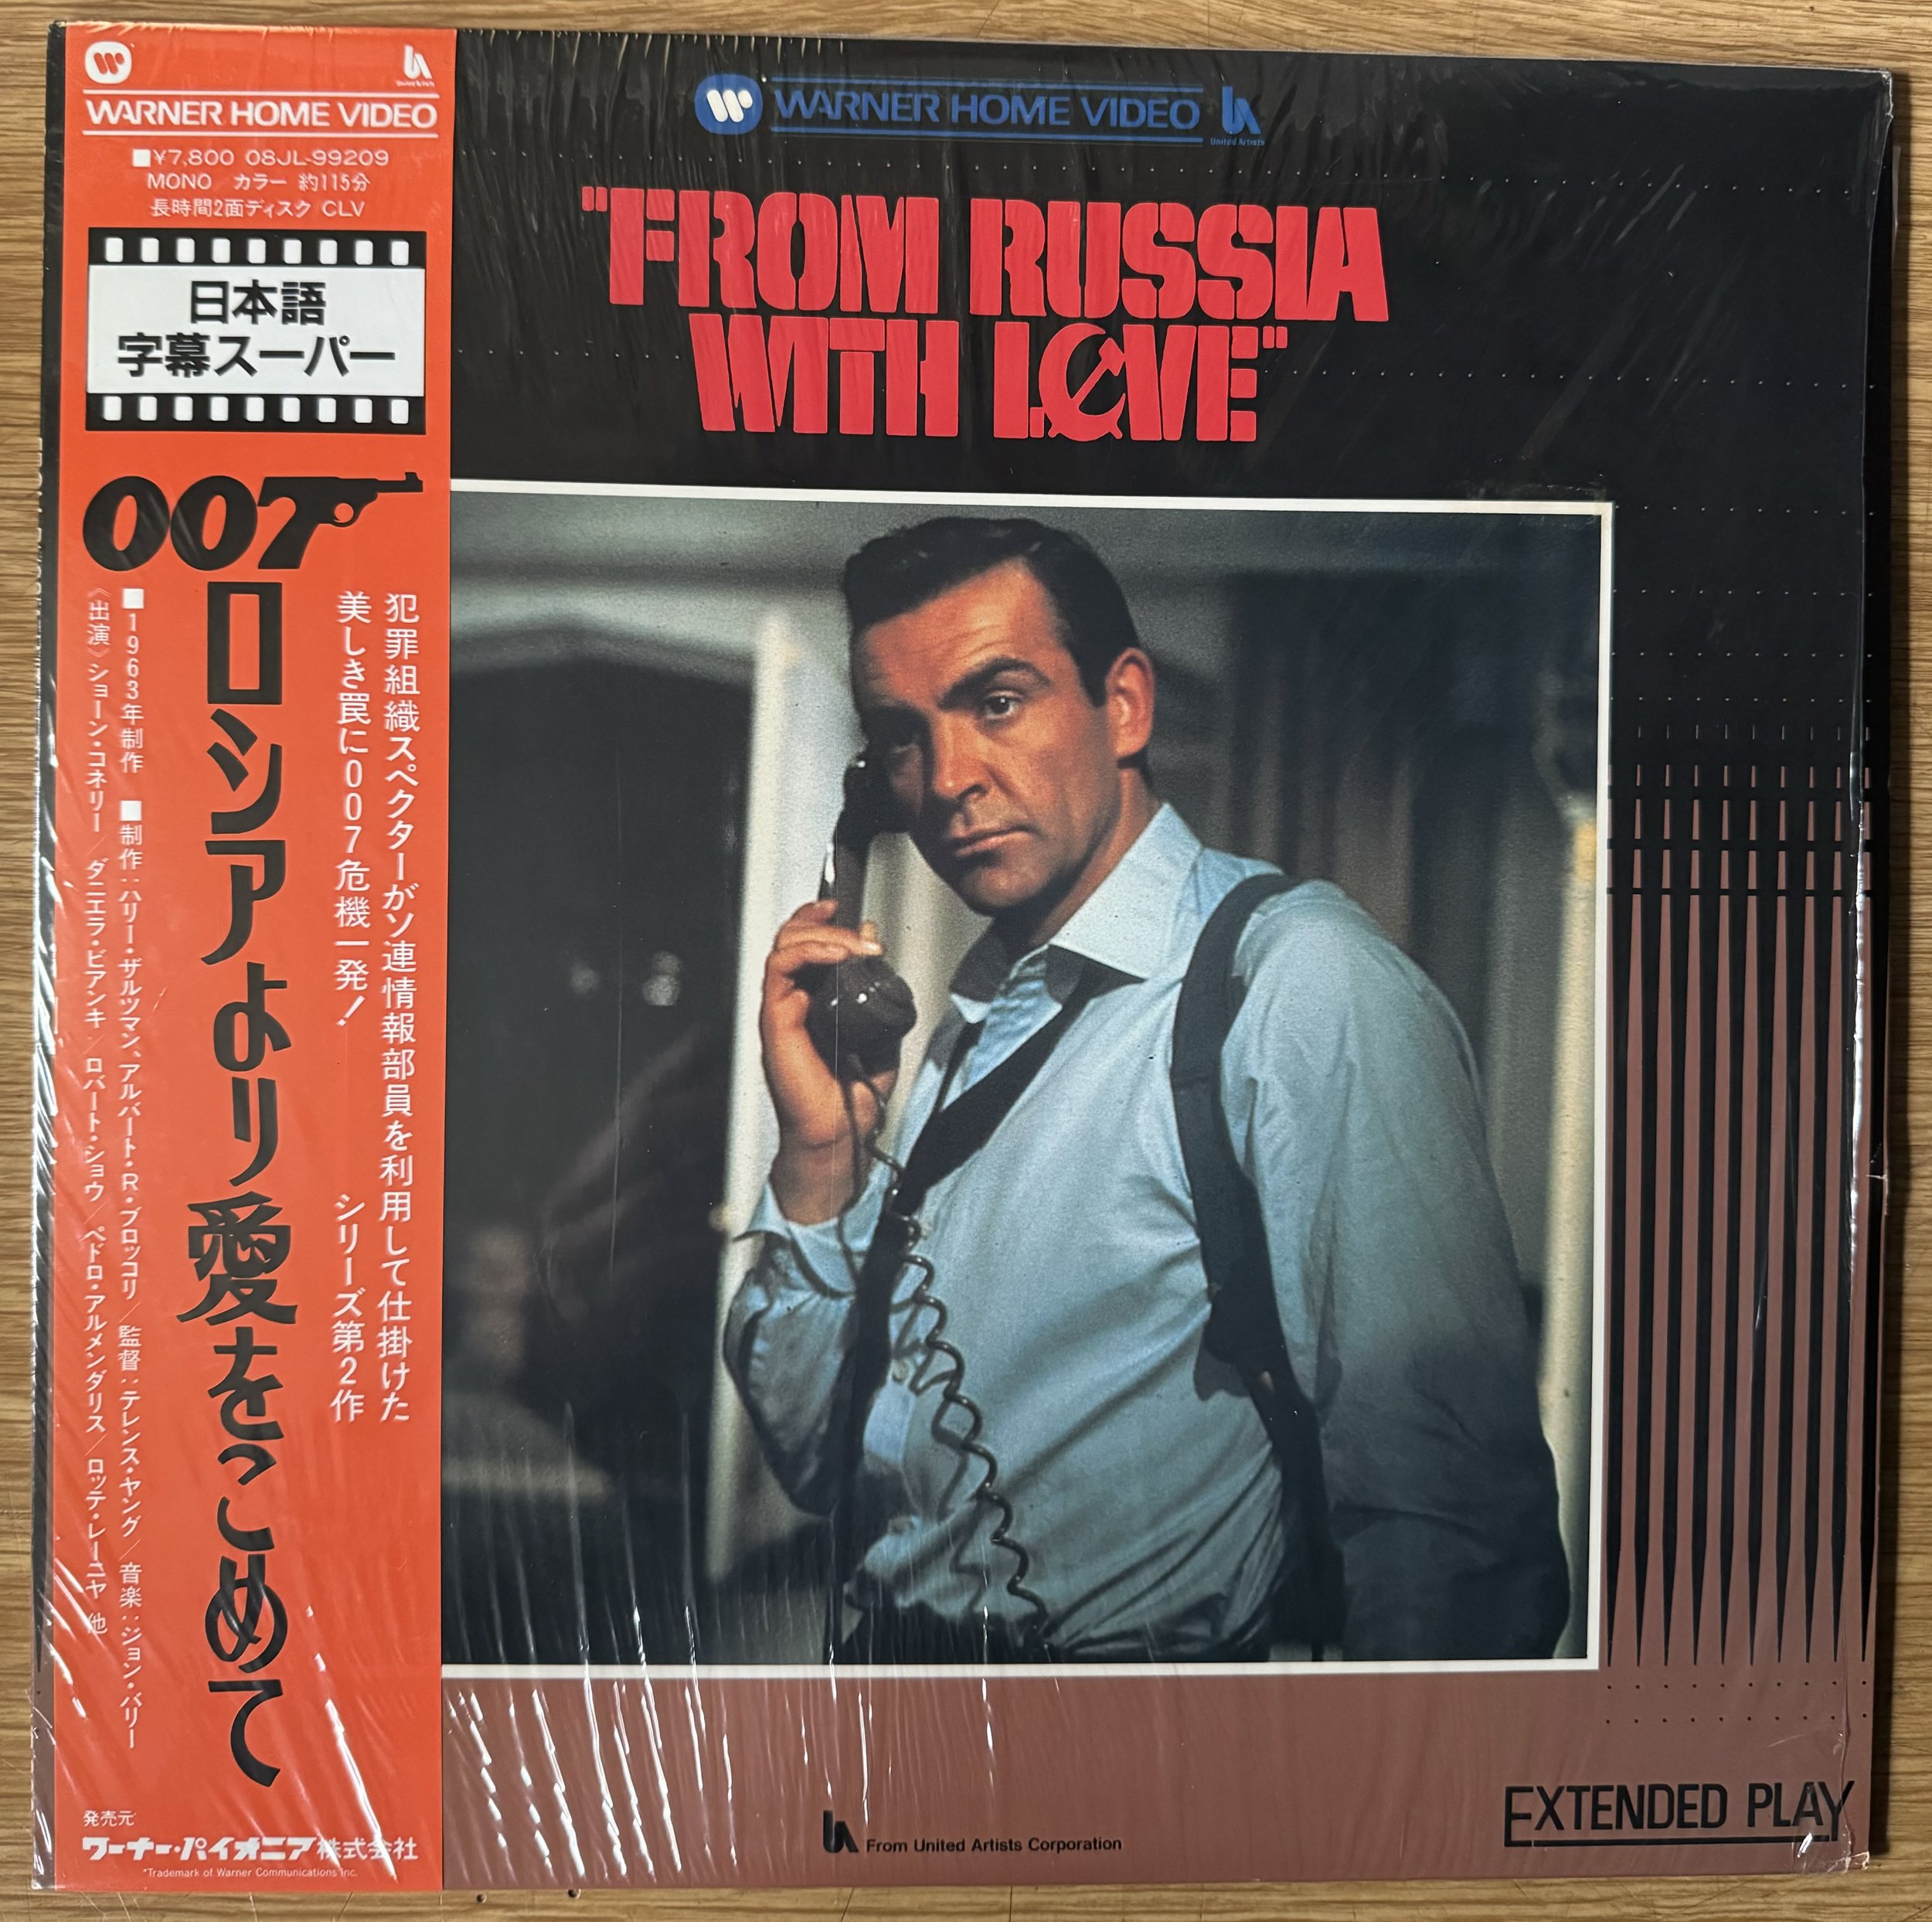 WARNER HOME VIDEO
■¥7,800 08JL-99209
MONO カラー 約115分
長時間2面ディスク CLV
日本語
字幕スーパー
007
ロシアより愛をこめて
犯罪組織スペクターがソ連情報部員を利用して仕掛けた
美しき罠に007危機一発！ シリーズ第2作
■1963年制作 ■制作：ハリー・ザルツマン、アルバート・R・ブロッコリ／監督：テレンス・ヤング／音楽：ジョン・バリー
《出演》ショーン・コネリー／ダニエラ・ビアンキ／ロバート・ショウ／ペドロ・アルメンダリス／ロッテ・レーニヤ 他
発売元
ワーナー・パイオニア株式会社
*Trademark of Warner Communications Inc.
WARNER HOME VIDEO
United Artists
"FROM RUSSIA
WITH LOVE"
EXTENDED PLAY
From United Artists Corporation